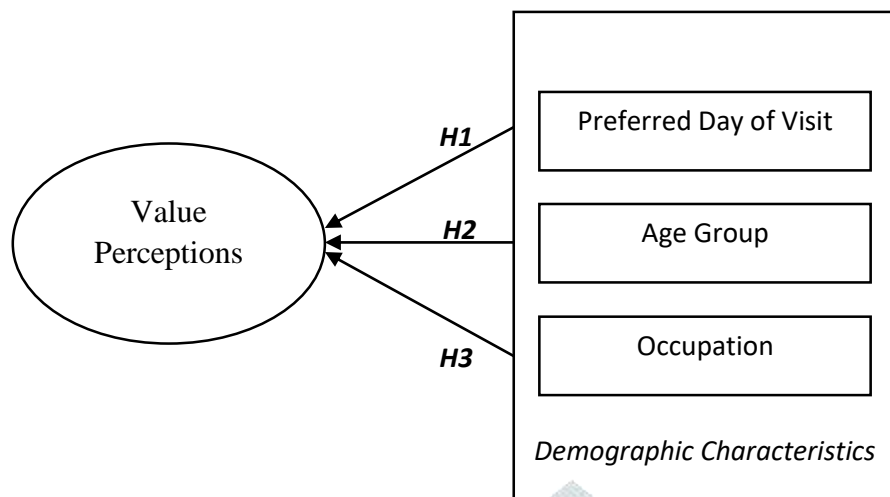 Preferred Day of Visit
H1
Value
Perceptions
H2
Age Group
H3
Occupation
Demographic Characteristics